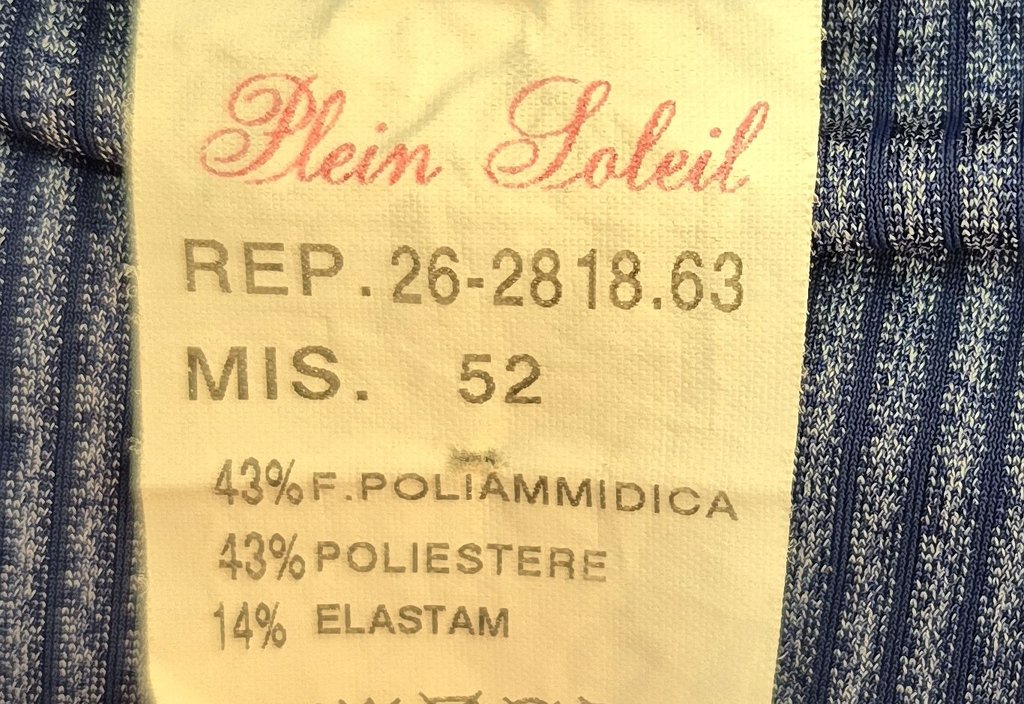 Plein Soleil
REP. 26-2818.63
MIS. 52
43% F.POLIAMMIDICA
43% POLIESTERE
14% ELASTAM